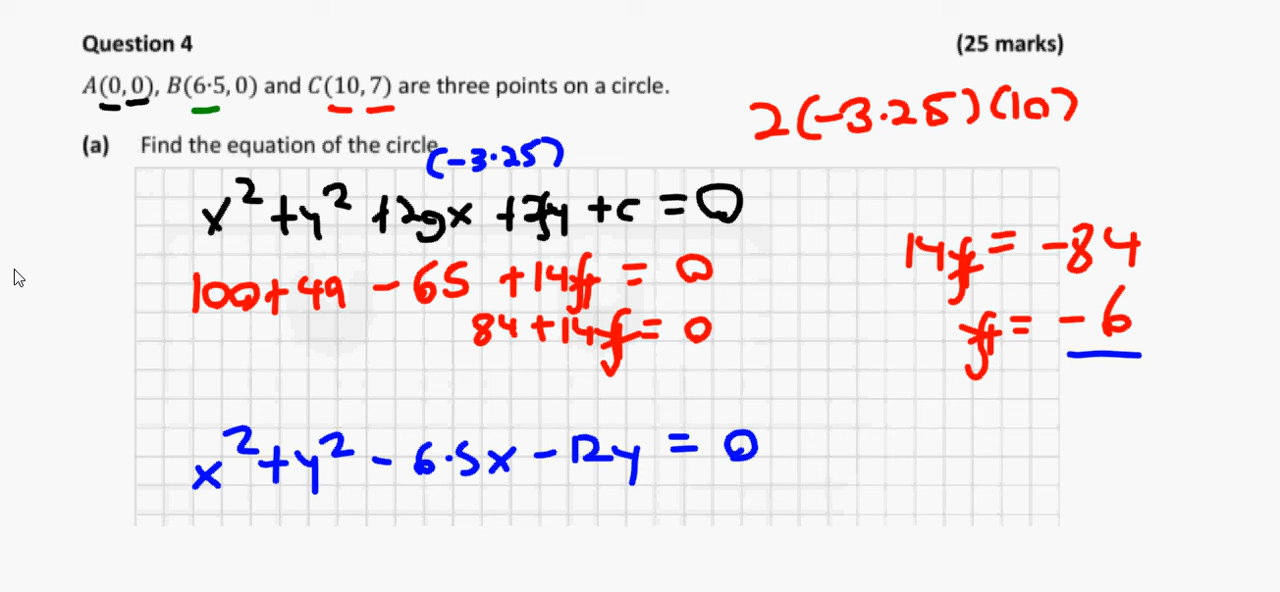 Question 4 (25 marks)
A(0,0), B(6·5,0) and C(10,7) are three points on a circle.
2(-3.25)(10)
(a) Find the equation of the circle
(-3.25)
x² + y² + 2gx + 2fy + c = 0
100 + 49 - 65 + 14f = 0
84 + 14f = 0
14f = -84
f = -6
x² + y² - 6.5x - 12y = 0